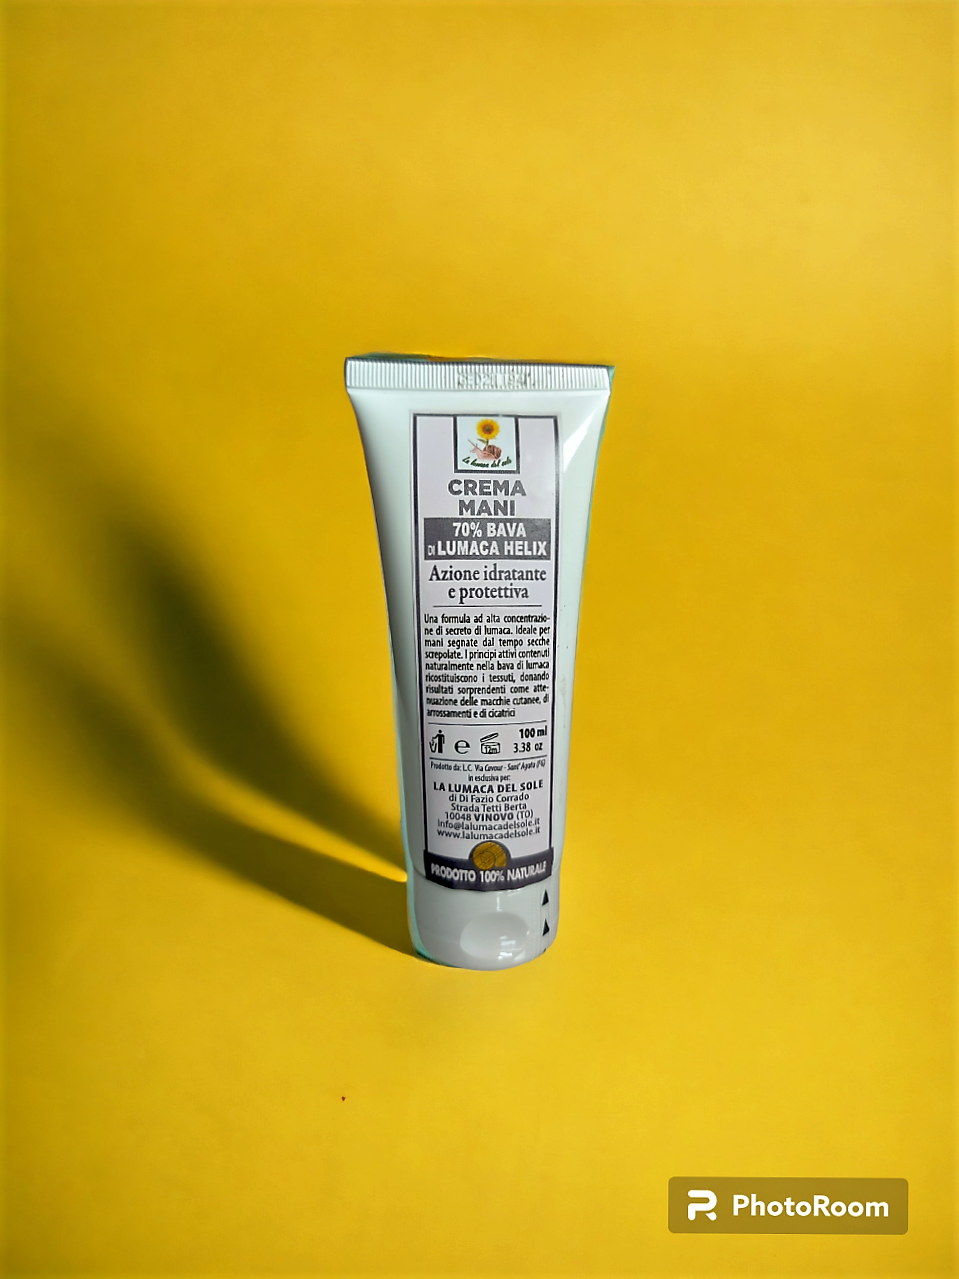 La lumaca del sole
CREMA
MANI
70% BAVA
DI LUMACA HELIX
Azione idratante
e protettiva
Una formula ad alta concentrazio-
ne di secreto di lumaca. Ideale per
mani segnate dal tempo secche
screpolate. I principi attivi contenuti
naturalmente nella bava di lumaca
ricostituiscono i tessuti, donando
risultati sorprendenti come atte-
nuazione delle macchie cutanee, di
arrossamenti e di cicatrici
100 ml
12m
3.38 oz
Prodotto da: L.C. Via Cavour - Sant'Agata (FG)
in esclusiva per:
LA LUMACA DEL SOLE
di Di Fazio Corrado
Strada Tetti Berta
10048 VINOVO (TO)
info@lalumacadelsole.it
www.lalumacadelsole.it
PRODOTTO 100% NATURALE
PhotoRoom